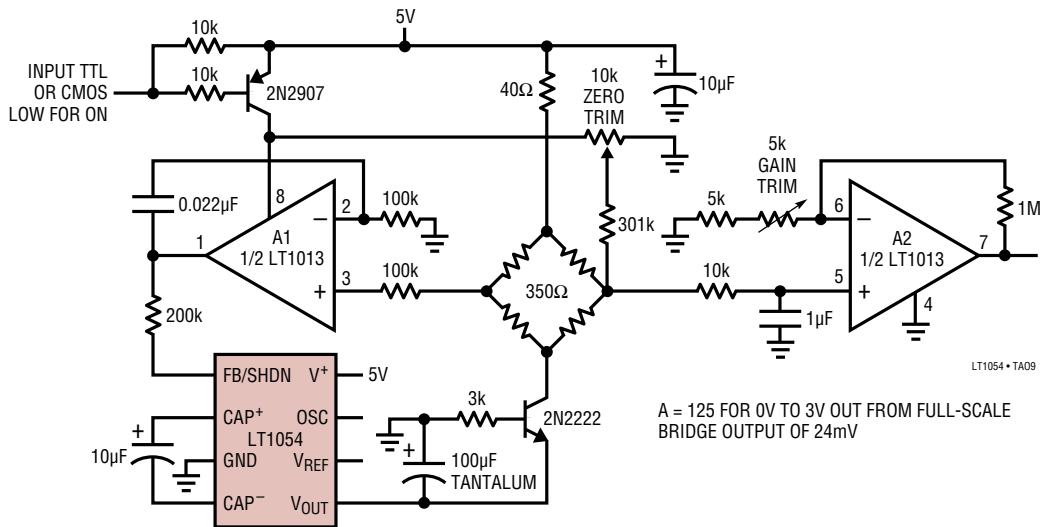 5V
10k
10k
INPUT TTL
OR CMOS
LOW FOR ON
2N2907
40Ω
10k
ZERO
TRIM
+
10µF
5k
GAIN
TRIM
0.022µF
8
2
−
100k
1
A1
1/2 LT1013
3
+
100k
301k
350Ω
5k
6
−
1M
A2
1/2 LT1013
7
10k
5
+
4
1µF
200k
LT1054 • TA09
FB/SHDN
V+
5V
CAP+
OSC
LT1054
GND
VREF
CAP−
VOUT
+
10µF
3k
2N2222
+
100µF
TANTALUM
A = 125 FOR 0V TO 3V OUT FROM FULL-SCALE
BRIDGE OUTPUT OF 24mV